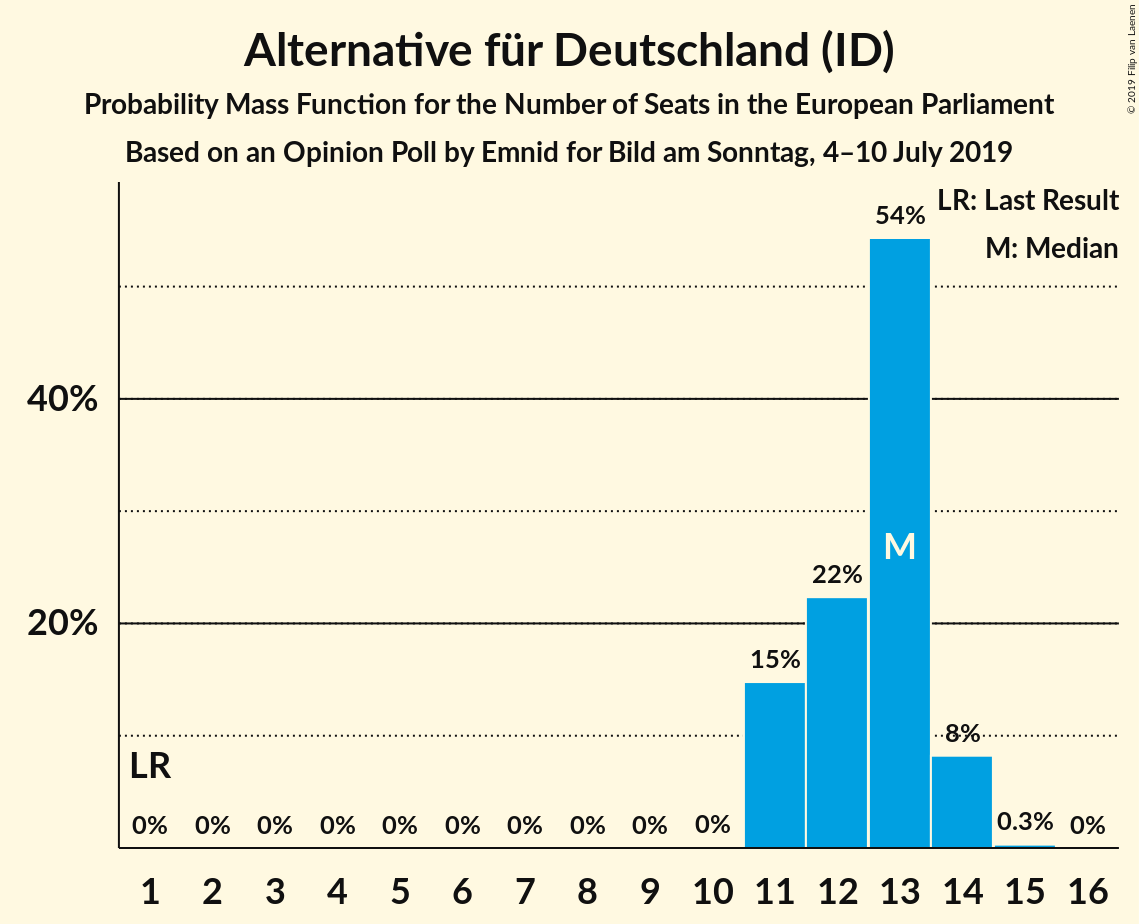 Alternative für Deutschland (ID)
Probability Mass Function for the Number of Seats in the European Parliament
Based on an Opinion Poll by Emnid for Bild am Sonntag, 4–10 July 2019
© 2019 Filip van Laenen
LR: Last Result
M: Median
54%
40%
M
22%
20%
15%
8%
LR
0% 0% 0% 0% 0% 0% 0% 0% 0% 0% 0.3% 0%
1 2 3 4 5 6 7 8 9 10 11 12 13 14 15 16